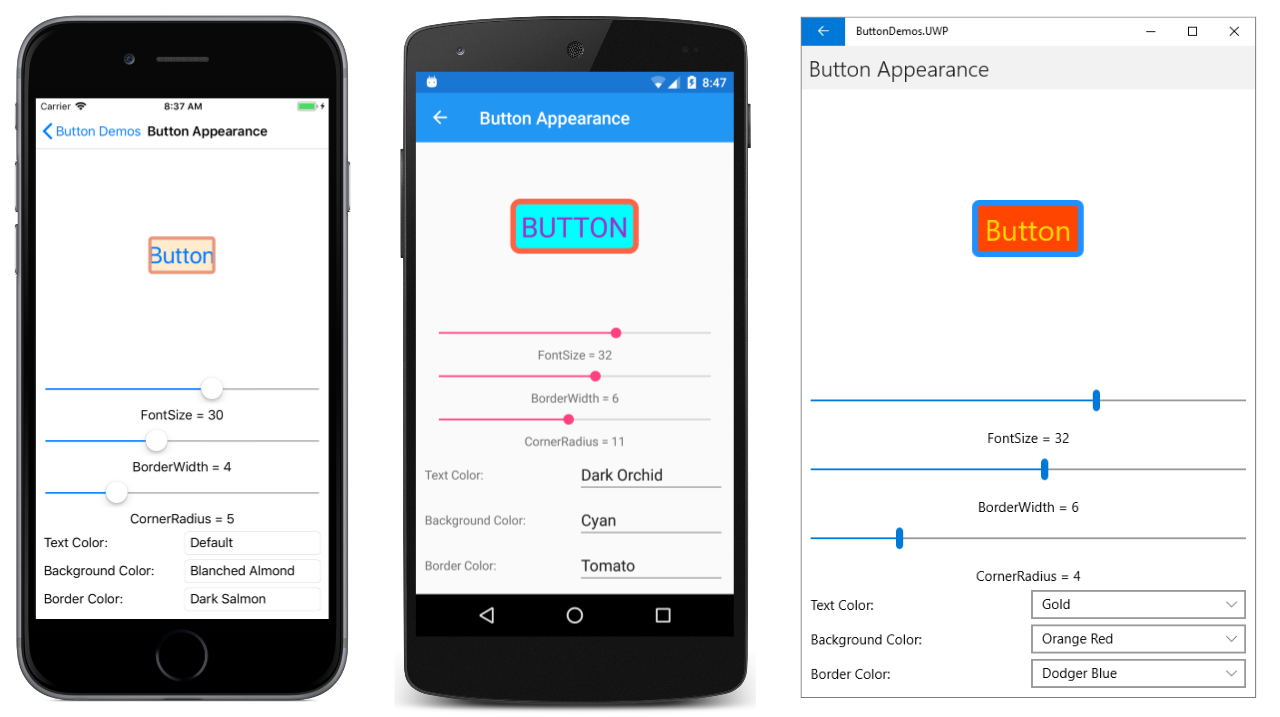 Carrier 8:37 AM
Button Demos Button Appearance
Button
FontSize = 30
BorderWidth = 4
CornerRadius = 5
Text Color: Default
Background Color: Blanched Almond
Border Color: Dark Salmon
8:47
Button Appearance
BUTTON
FontSize = 32
BorderWidth = 6
CornerRadius = 11
Text Color: Dark Orchid
Background Color: Cyan
Border Color: Tomato
ButtonDemos.UWP
Button Appearance
Button
FontSize = 32
BorderWidth = 6
CornerRadius = 4
Text Color: Gold
Background Color: Orange Red
Border Color: Dodger Blue